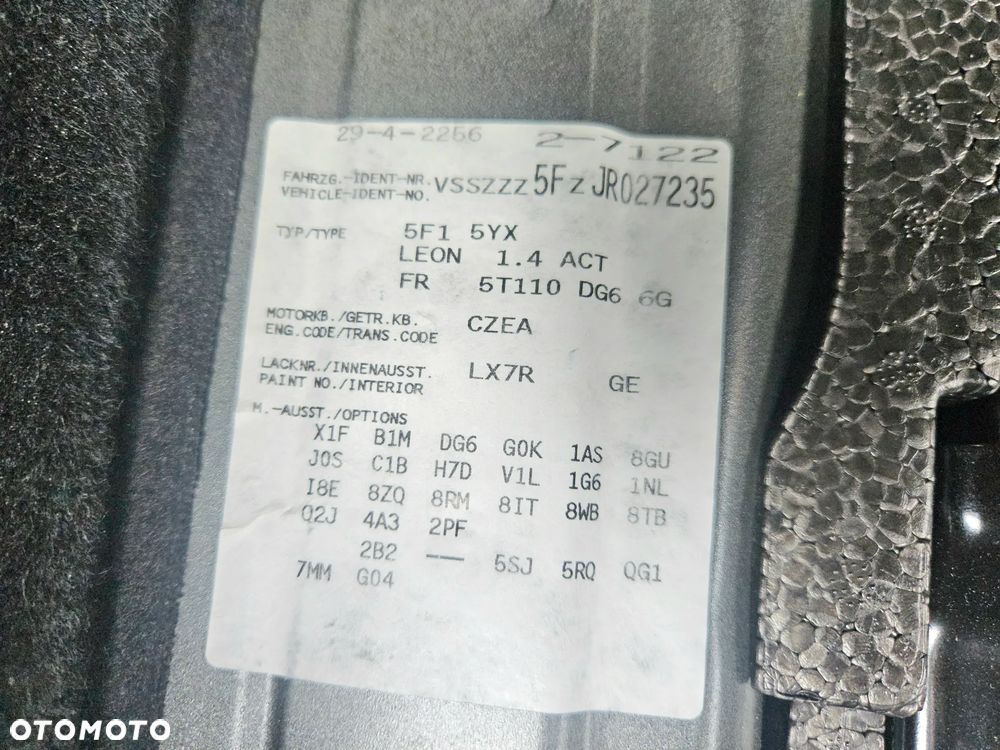 29-4-2256 2-7122
FAHRZG.-IDENT-NR.
VEHICLE-IDENT-NO. VSSZZZ5FZJR027235
TYP/TYPE 5F1 5YX
LEON 1.4 ACT
FR 5T110 DG6 6G
MOTORKB./GETR.KB.
ENG.CODE/TRANS.CODE CZEA
LACKNR./INNENAUSST.
PAINT NO./INTERIOR LX7R GE
M.-AUSST./OPTIONS
X1F B1M DG6 G0K 1AS 8GU
J0S C1B H7D V1L 1G6 1NL
I8E 8ZQ 8RM 8IT 8WB 8TB
Q2J 4A3 2PF
2B2 -- 5SJ 5RQ QG1
7MM G04
OTOMOTO